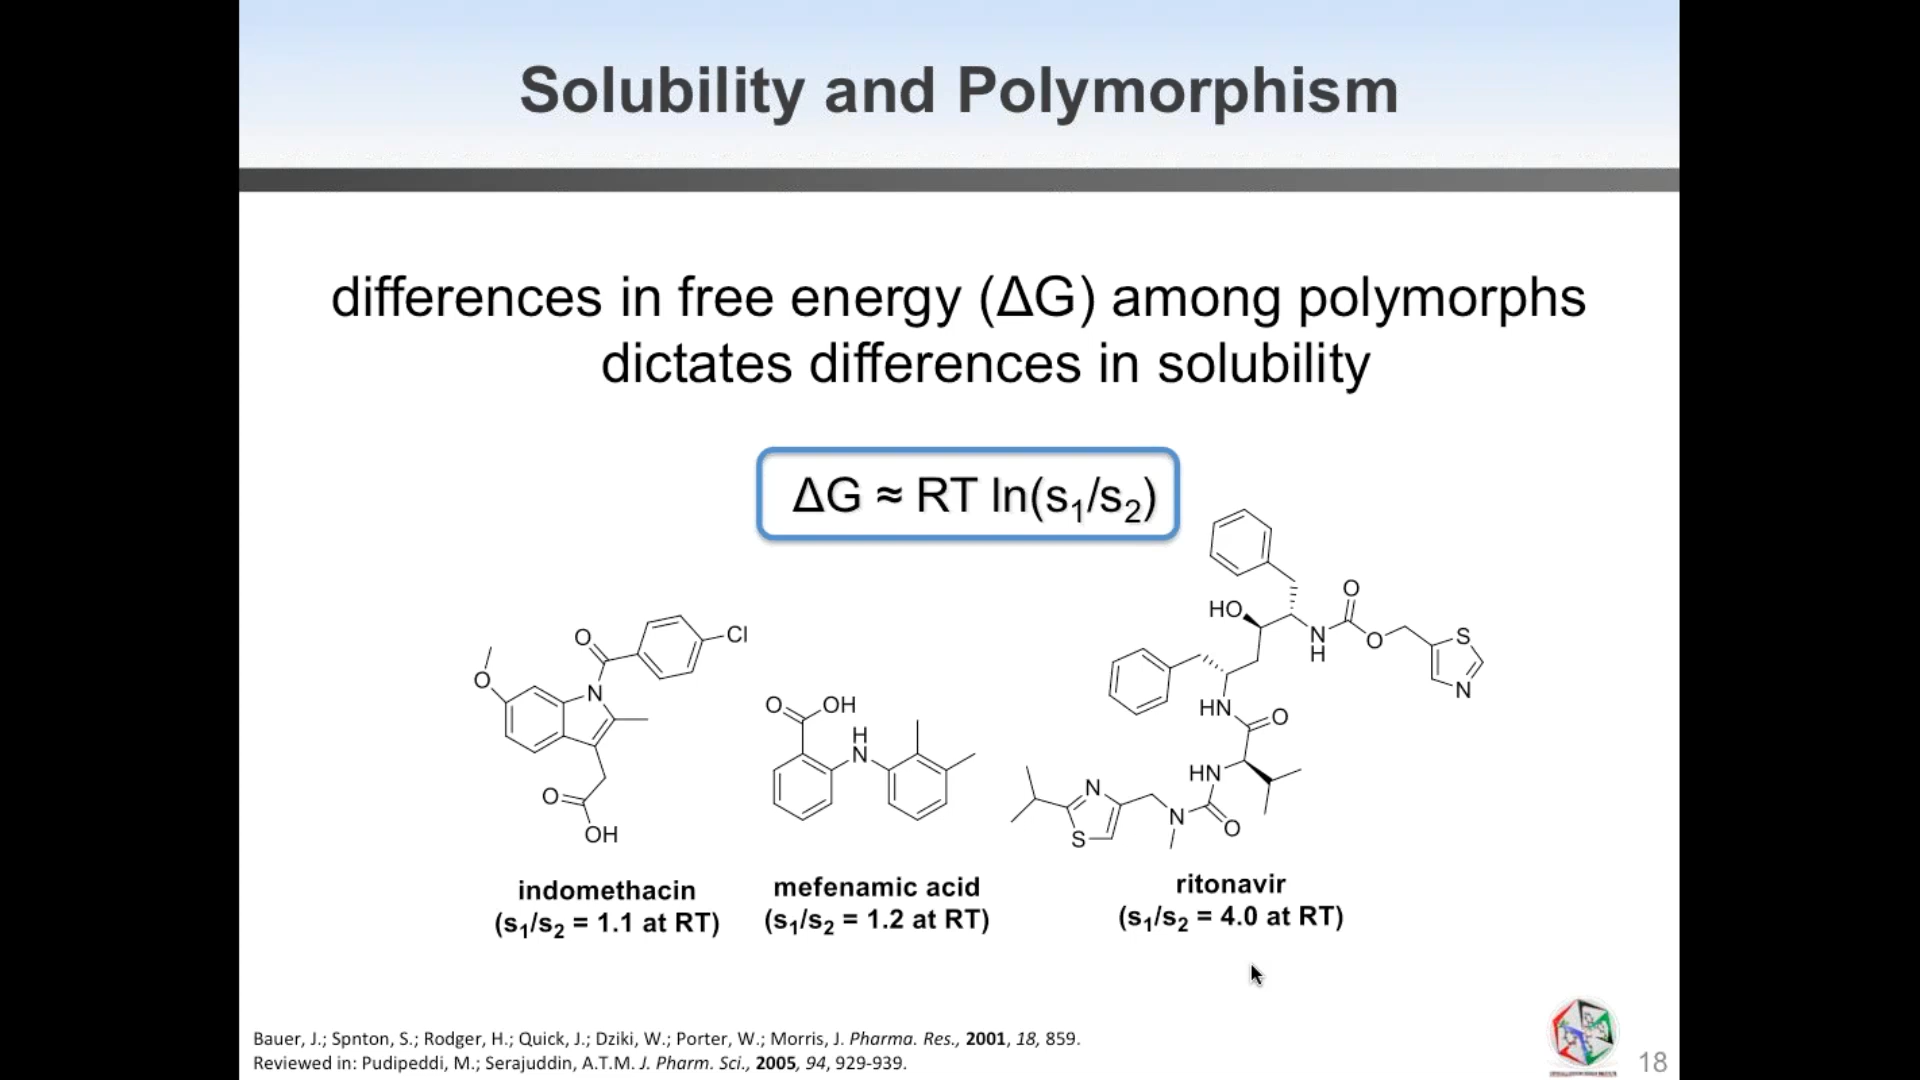 Solubility and Polymorphism
differences in free energy (ΔG) among polymorphs
dictates differences in solubility
ΔG ≈ RT ln(s₁/s₂)
O
O
N
Cl
O
OH
O
OH
H
N
HO
N
H
O
O
S
N
HN
O
HN
N
O
N
S
indomethacin
(s₁/s₂ = 1.1 at RT)
mefenamic acid
(s₁/s₂ = 1.2 at RT)
ritonavir
(s₁/s₂ = 4.0 at RT)
Bauer, J.; Spnton, S.; Rodger, H.; Quick, J.; Dziki, W.; Porter, W.; Morris, J. Pharma. Res., 2001, 18, 859.
Reviewed in: Pudipeddi, M.; Serajuddin, A.T.M. J. Pharm. Sci., 2005, 94, 929-939.
18